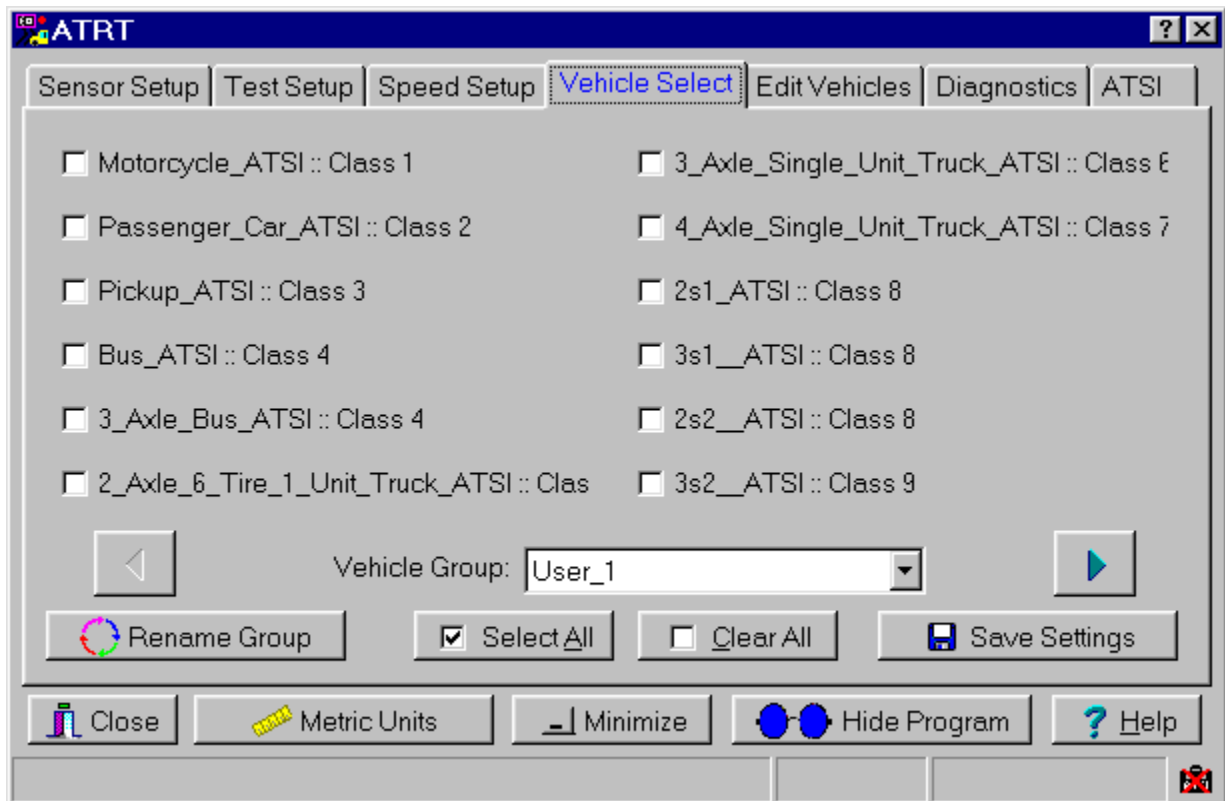 ATRT
Sensor Setup Test Setup Speed Setup Vehicle Select Edit Vehicles Diagnostics ATSI
Motorcycle_ATSI :: Class 1
Passenger_Car_ATSI :: Class 2
Pickup_ATSI :: Class 3
Bus_ATSI :: Class 4
3_Axle_Bus_ATSI :: Class 4
2_Axle_6_Tire_1_Unit_Truck_ATSI :: Clas
3_Axle_Single_Unit_Truck_ATSI :: Class 6
4_Axle_Single_Unit_Truck_ATSI :: Class 7
2s1_ATSI :: Class 8
3s1__ATSI :: Class 8
2s2__ATSI :: Class 8
3s2__ATSI :: Class 9
Vehicle Group: User_1
Rename Group Select All Clear All Save Settings
Close Metric Units Minimize Hide Program ? Help